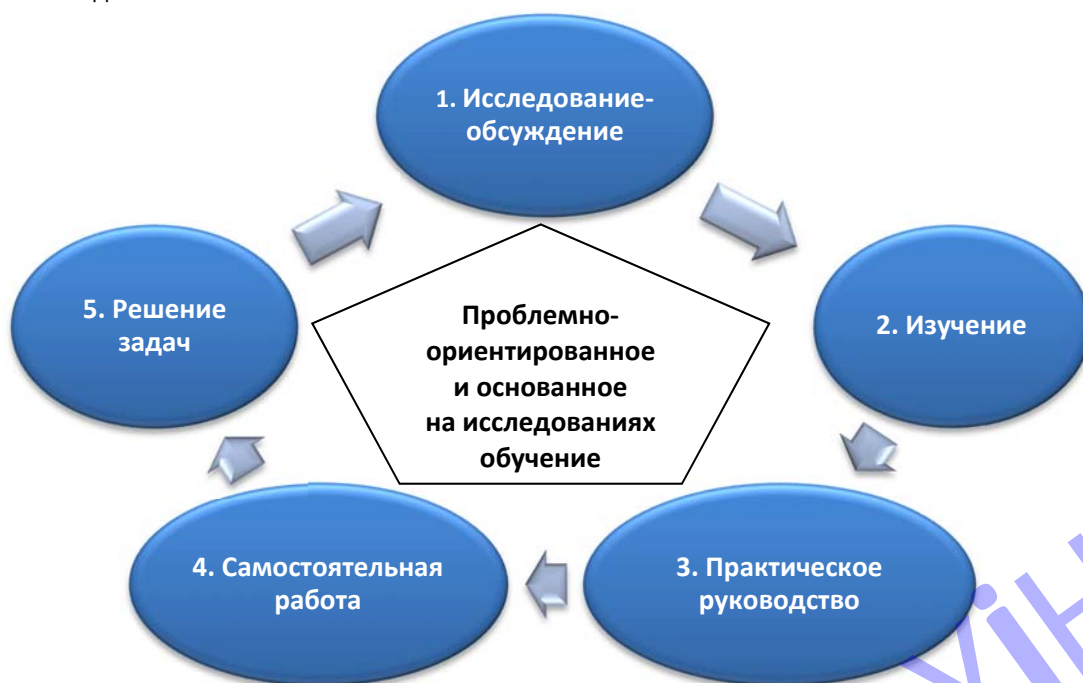 1. Исследование-
обсуждение
5. Решение
задач
Проблемно-
ориентированное
и основанное
на исследованиях
обучение
2. Изучение
4. Самостоятельная
работа
3. Практическое
руководство